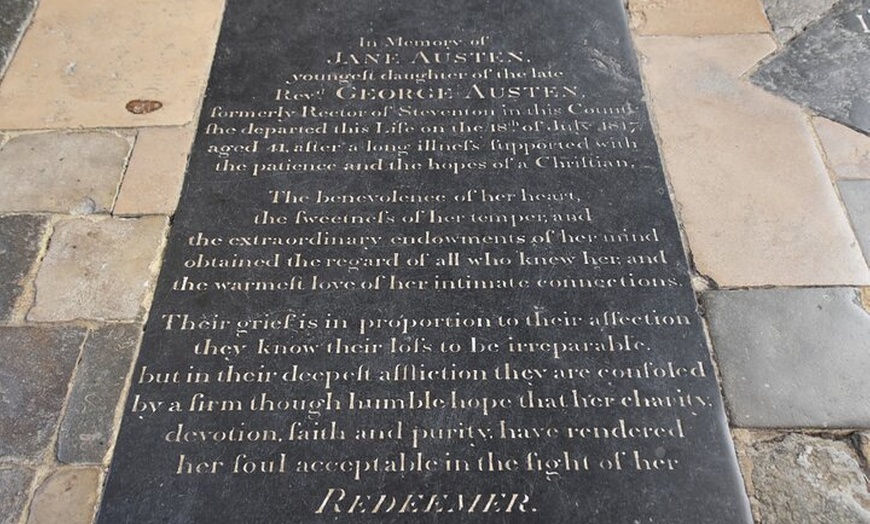 In Memory of
JANE AUSTEN,
youngeſt daughter of the late
Revᵈ GEORGE AUSTEN,
formerly Rector of Steventon in this County
ſhe departed this Life on the 18ᵗʰ of July 1817,
aged 41, after a long illneſs ſupported with
the patience and the hopes of a Chriſtian.
The benevolence of her heart,
the ſweetneſs of her temper, and
the extraordinary endowments of her mind
obtained the regard of all who knew her, and
the warmeſt love of her intimate connections.
Their grief is in proportion to their affection
they know their loſs to be irreparable,
but in their deepeſt affliction they are conſoled
by a firm though humble hope that her charity,
devotion, faith and purity, have rendered
her ſoul acceptable in the ſight of her
REDEEMER.